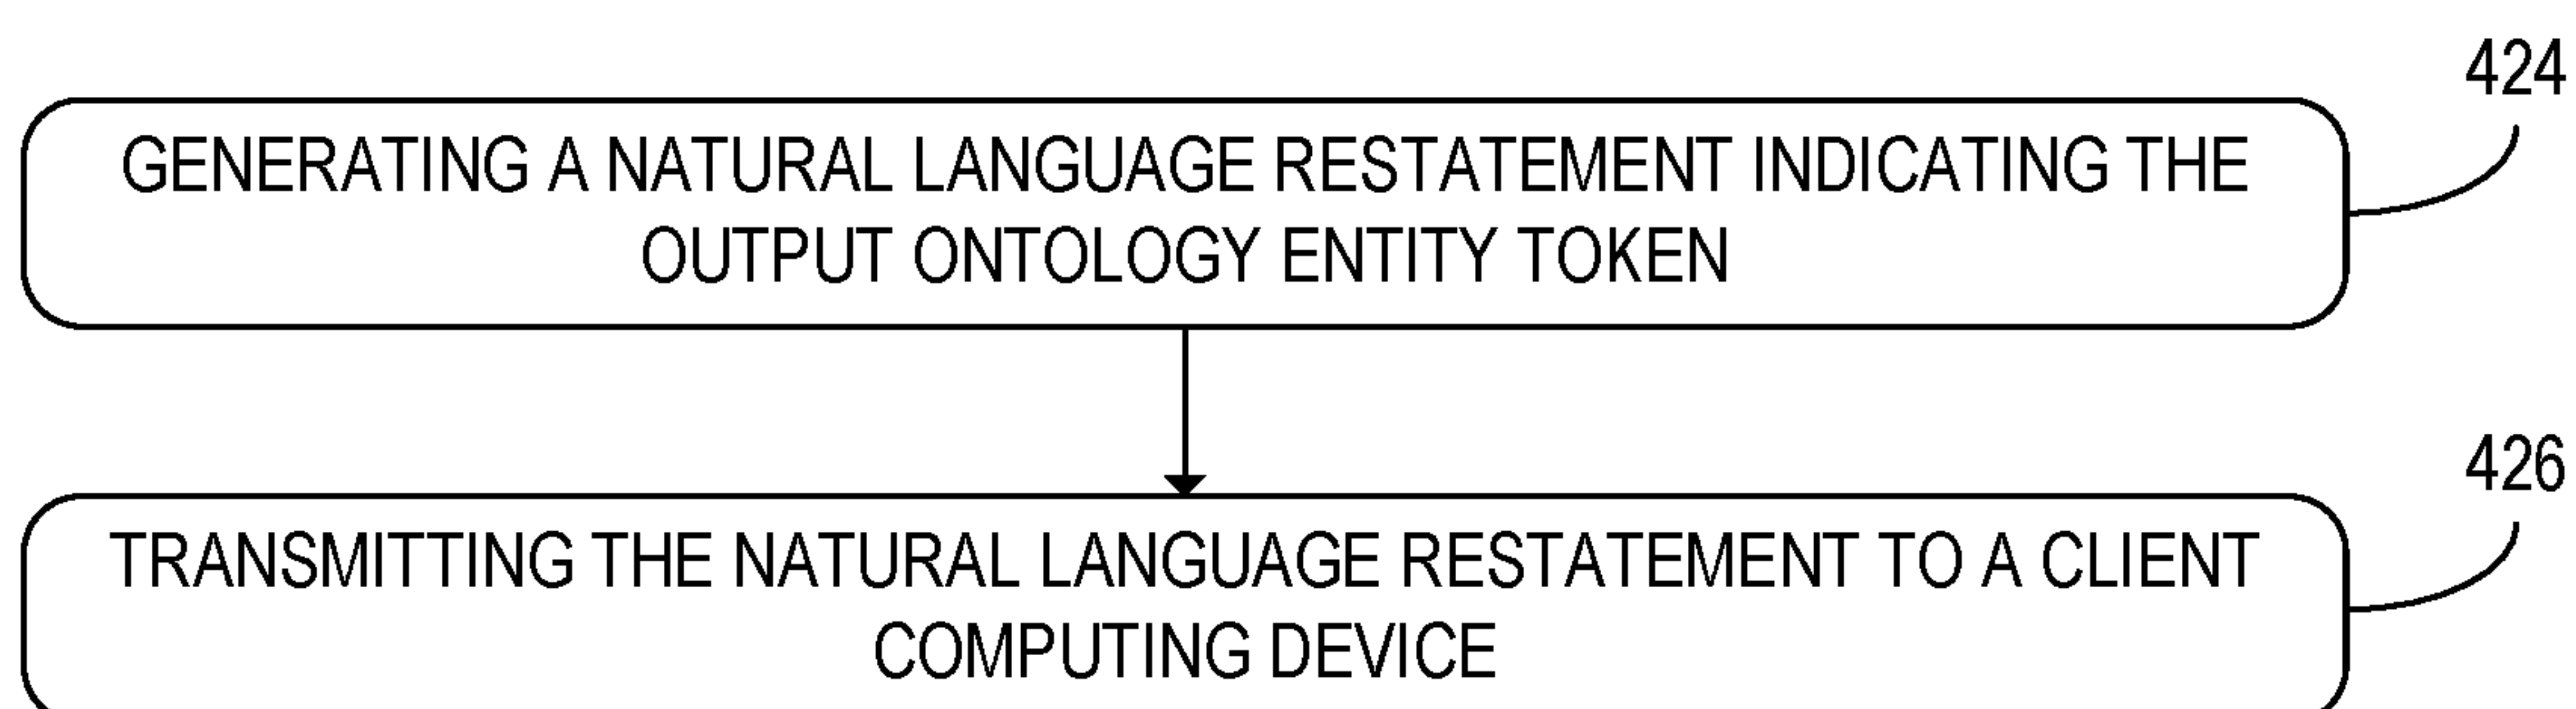 424
GENERATING A NATURAL LANGUAGE RESTATEMENT INDICATING THE
OUTPUT ONTOLOGY ENTITY TOKEN
426
TRANSMITTING THE NATURAL LANGUAGE RESTATEMENT TO A CLIENT
COMPUTING DEVICE